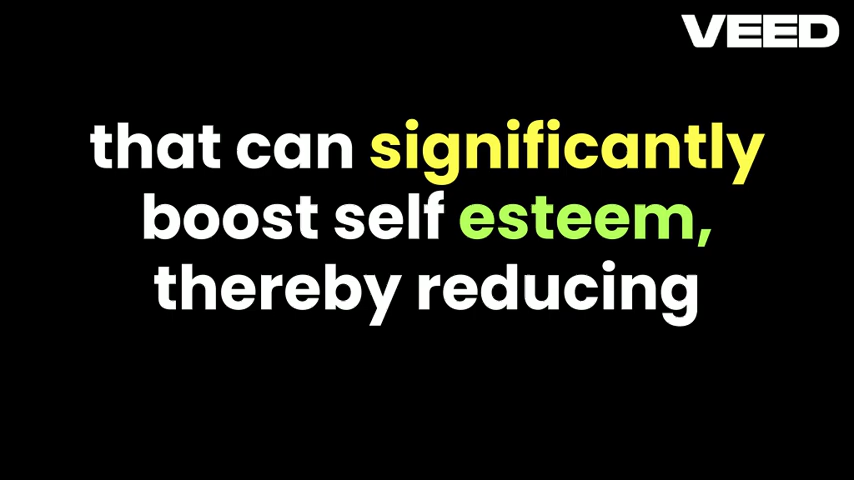 VEED
that can significantly
boost self esteem,
thereby reducing